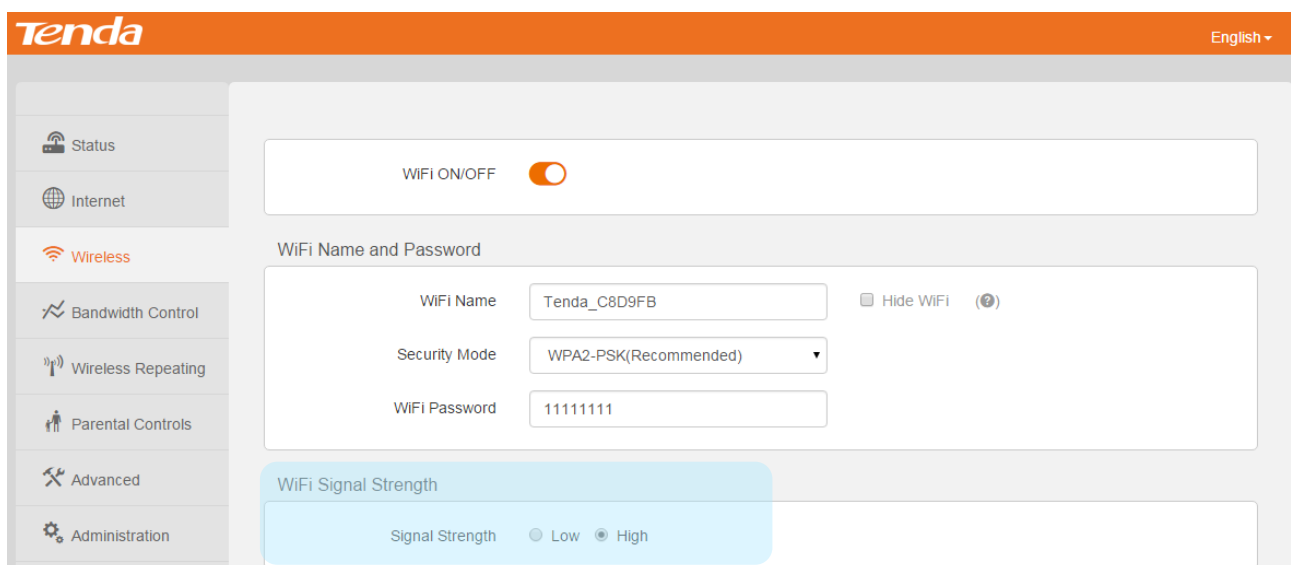 Tenda
English
Status
Internet
Wireless
Bandwidth Control
Wireless Repeating
Parental Controls
Advanced
Administration
WiFi ON/OFF
WiFi Name and Password
WiFi Name Tenda_C8D9FB Hide WiFi (?)
Security Mode WPA2-PSK(Recommended)
WiFi Password 11111111
WiFi Signal Strength
Signal Strength Low High